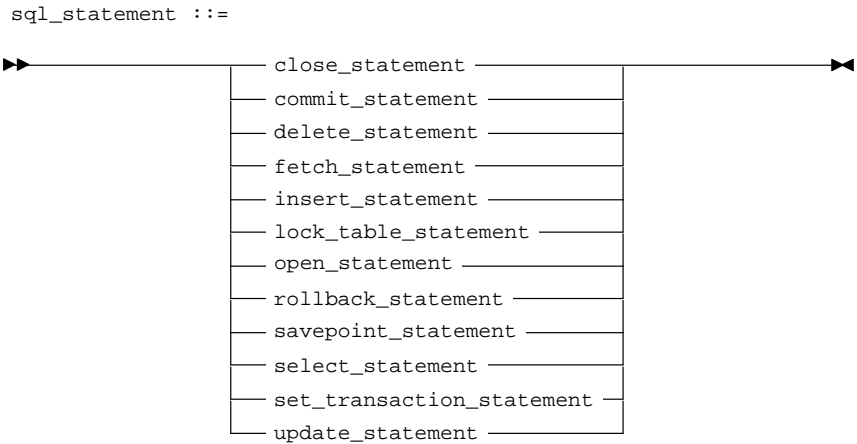 sql_statement ::=
close_statement
commit_statement
delete_statement
fetch_statement
insert_statement
lock_table_statement
open_statement
rollback_statement
savepoint_statement
select_statement
set_transaction_statement
update_statement